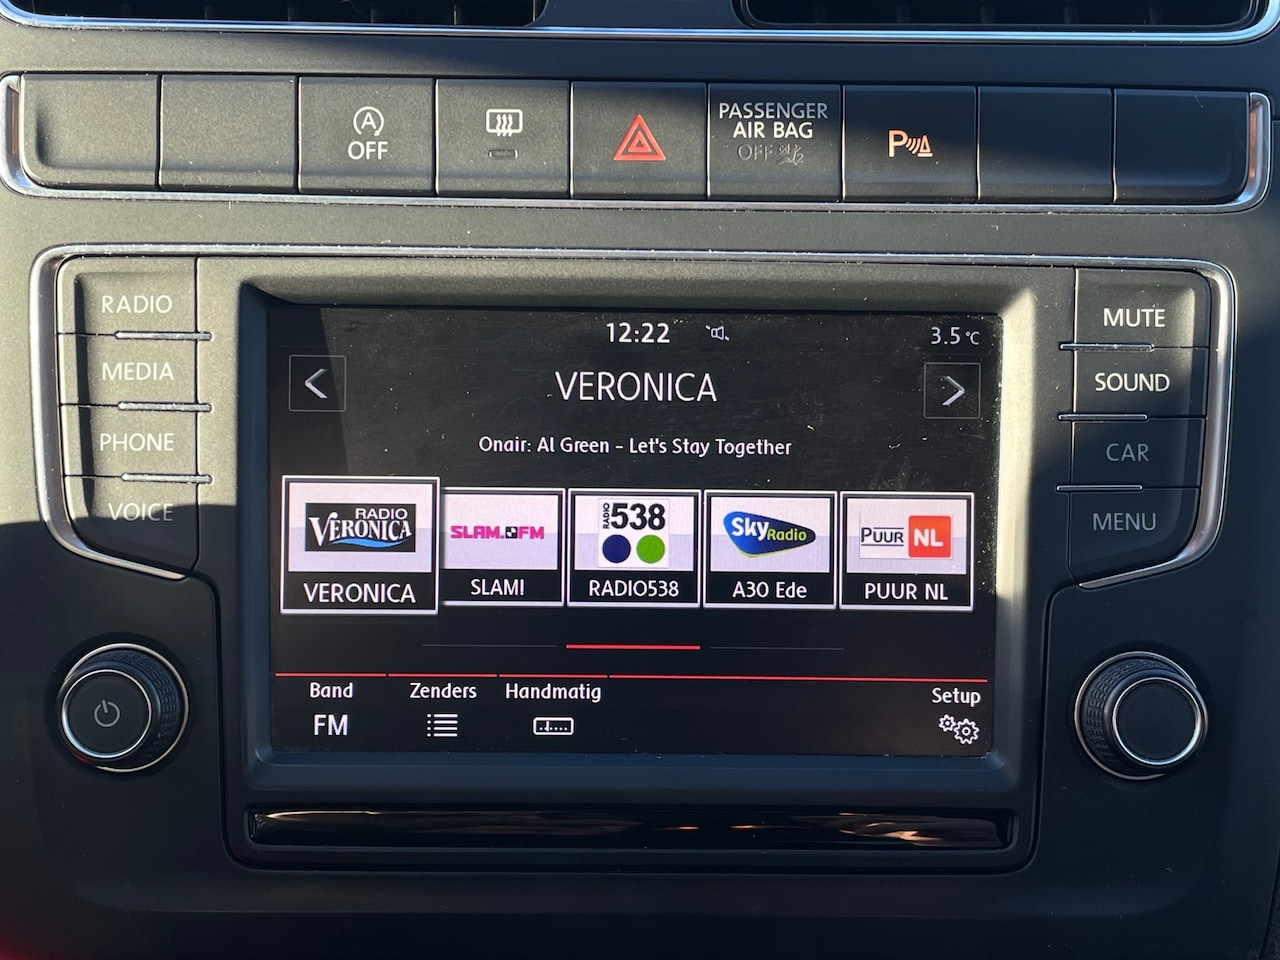 A
OFF
PASSENGER
AIR BAG
OFF
P
RADIO
MEDIA
PHONE
VOICE
MUTE
SOUND
CAR
MENU
12:22
3.5 °C
VERONICA
Onair: Al Green - Let's Stay Together
RADIO
VERONICA
VERONICA
SLAM.FM
SLAM!
RADIO
538
RADIO538
Sky Radio
A30 Ede
PUUR NL
PUUR NL
Band
FM
Zenders
Handmatig
Setup